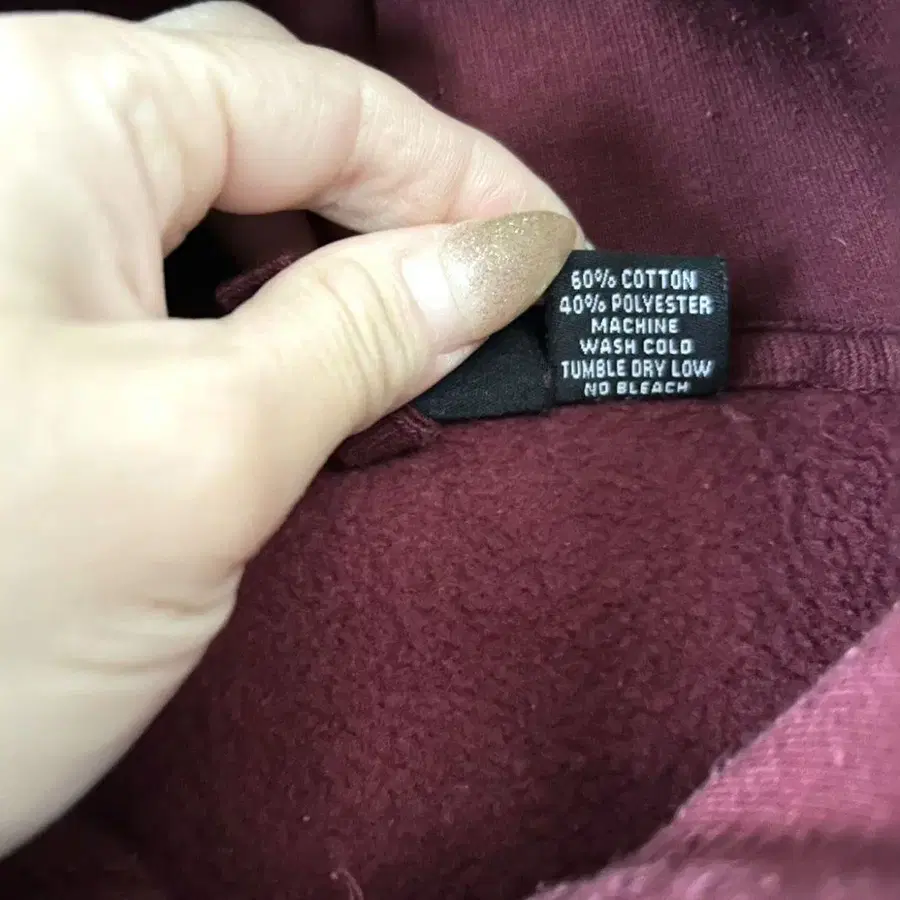 60% COTTON
40% POLYESTER
MACHINE
WASH COLD
TUMBLE DRY LOW
NO BLEACH